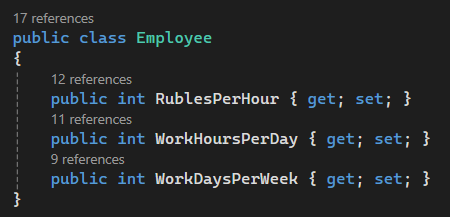 17 references
public class Employee
{
12 references
public int RublesPerHour { get; set; }
11 references
public int WorkHoursPerDay { get; set; }
9 references
public int WorkDaysPerWeek { get; set; }
}